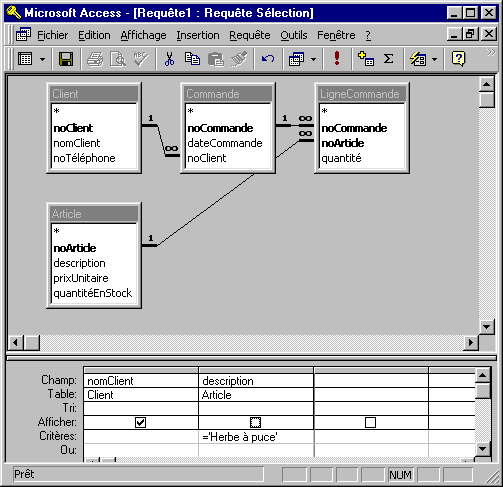 Microsoft Access - [Requête1 : Requête Sélection]
Fichier Edition Affichage Insertion Requête Outils Fenêtre ?
Client
*
noClient
nomClient
noTéléphone
1
∞
Commande
*
noCommande
dateCommande
noClient
1
∞
∞
LigneCommande
*
noCommande
noArticle
quantité
Article
*
noArticle
description
prixUnitaire
quantitéEnStock
1
Champ: nomClient description
Table: Client Article
Tri:
Afficher:
Critères: ='Herbe à puce'
Ou:
Prêt NUM